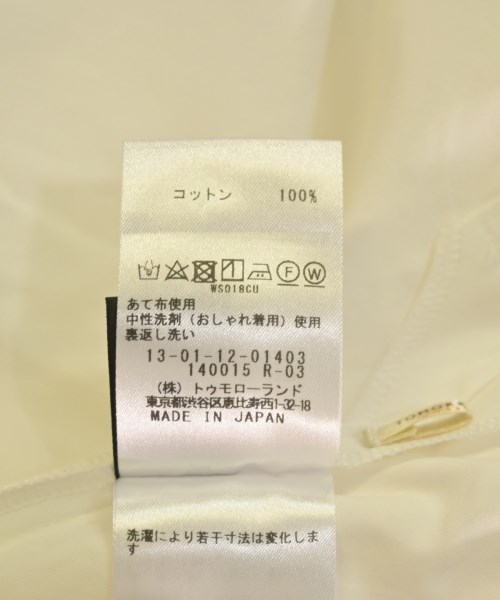 コットン 100%
F W
WS018CU
あて布使用
中性洗剤(おしゃれ着用)使用
裏返し洗い
13-01-12-01403
140015 R-03
(株)トゥモローランド
東京都渋谷区恵比寿西1-32-18
MADE IN JAPAN
洗濯により若干寸法は変化しま
す